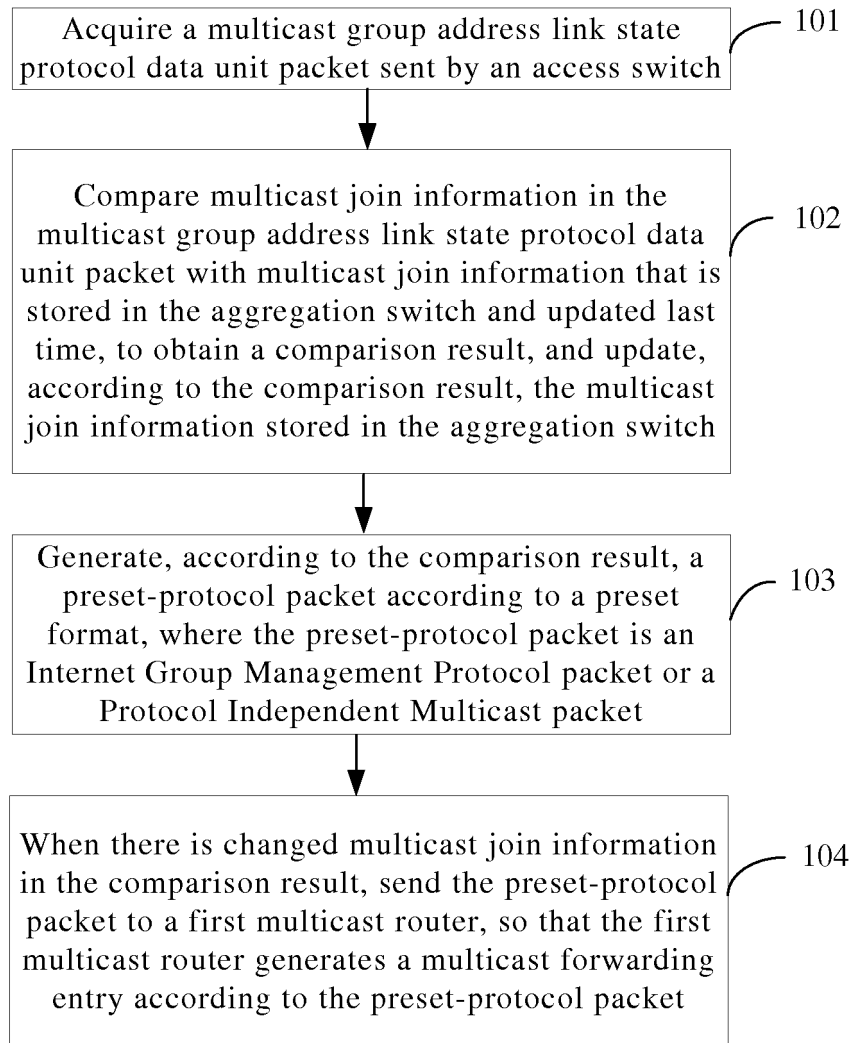 Acquire a multicast group address link state
protocol data unit packet sent by an access switch
101
Compare multicast join information in the
multicast group address link state protocol data
unit packet with multicast join information that is
stored in the aggregation switch and updated last
time, to obtain a comparison result, and update,
according to the comparison result, the multicast
join information stored in the aggregation switch
102
Generate, according to the comparison result, a
preset-protocol packet according to a preset
format, where the preset-protocol packet is an
Internet Group Management Protocol packet or a
Protocol Independent Multicast packet
103
When there is changed multicast join information
in the comparison result, send the preset-protocol
packet to a first multicast router, so that the first
multicast router generates a multicast forwarding
entry according to the preset-protocol packet
104